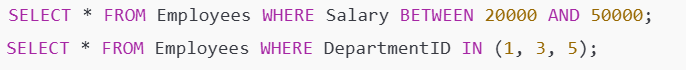 SELECT * FROM Employees WHERE Salary BETWEEN 20000 AND 50000;
SELECT * FROM Employees WHERE DepartmentID IN (1, 3, 5);